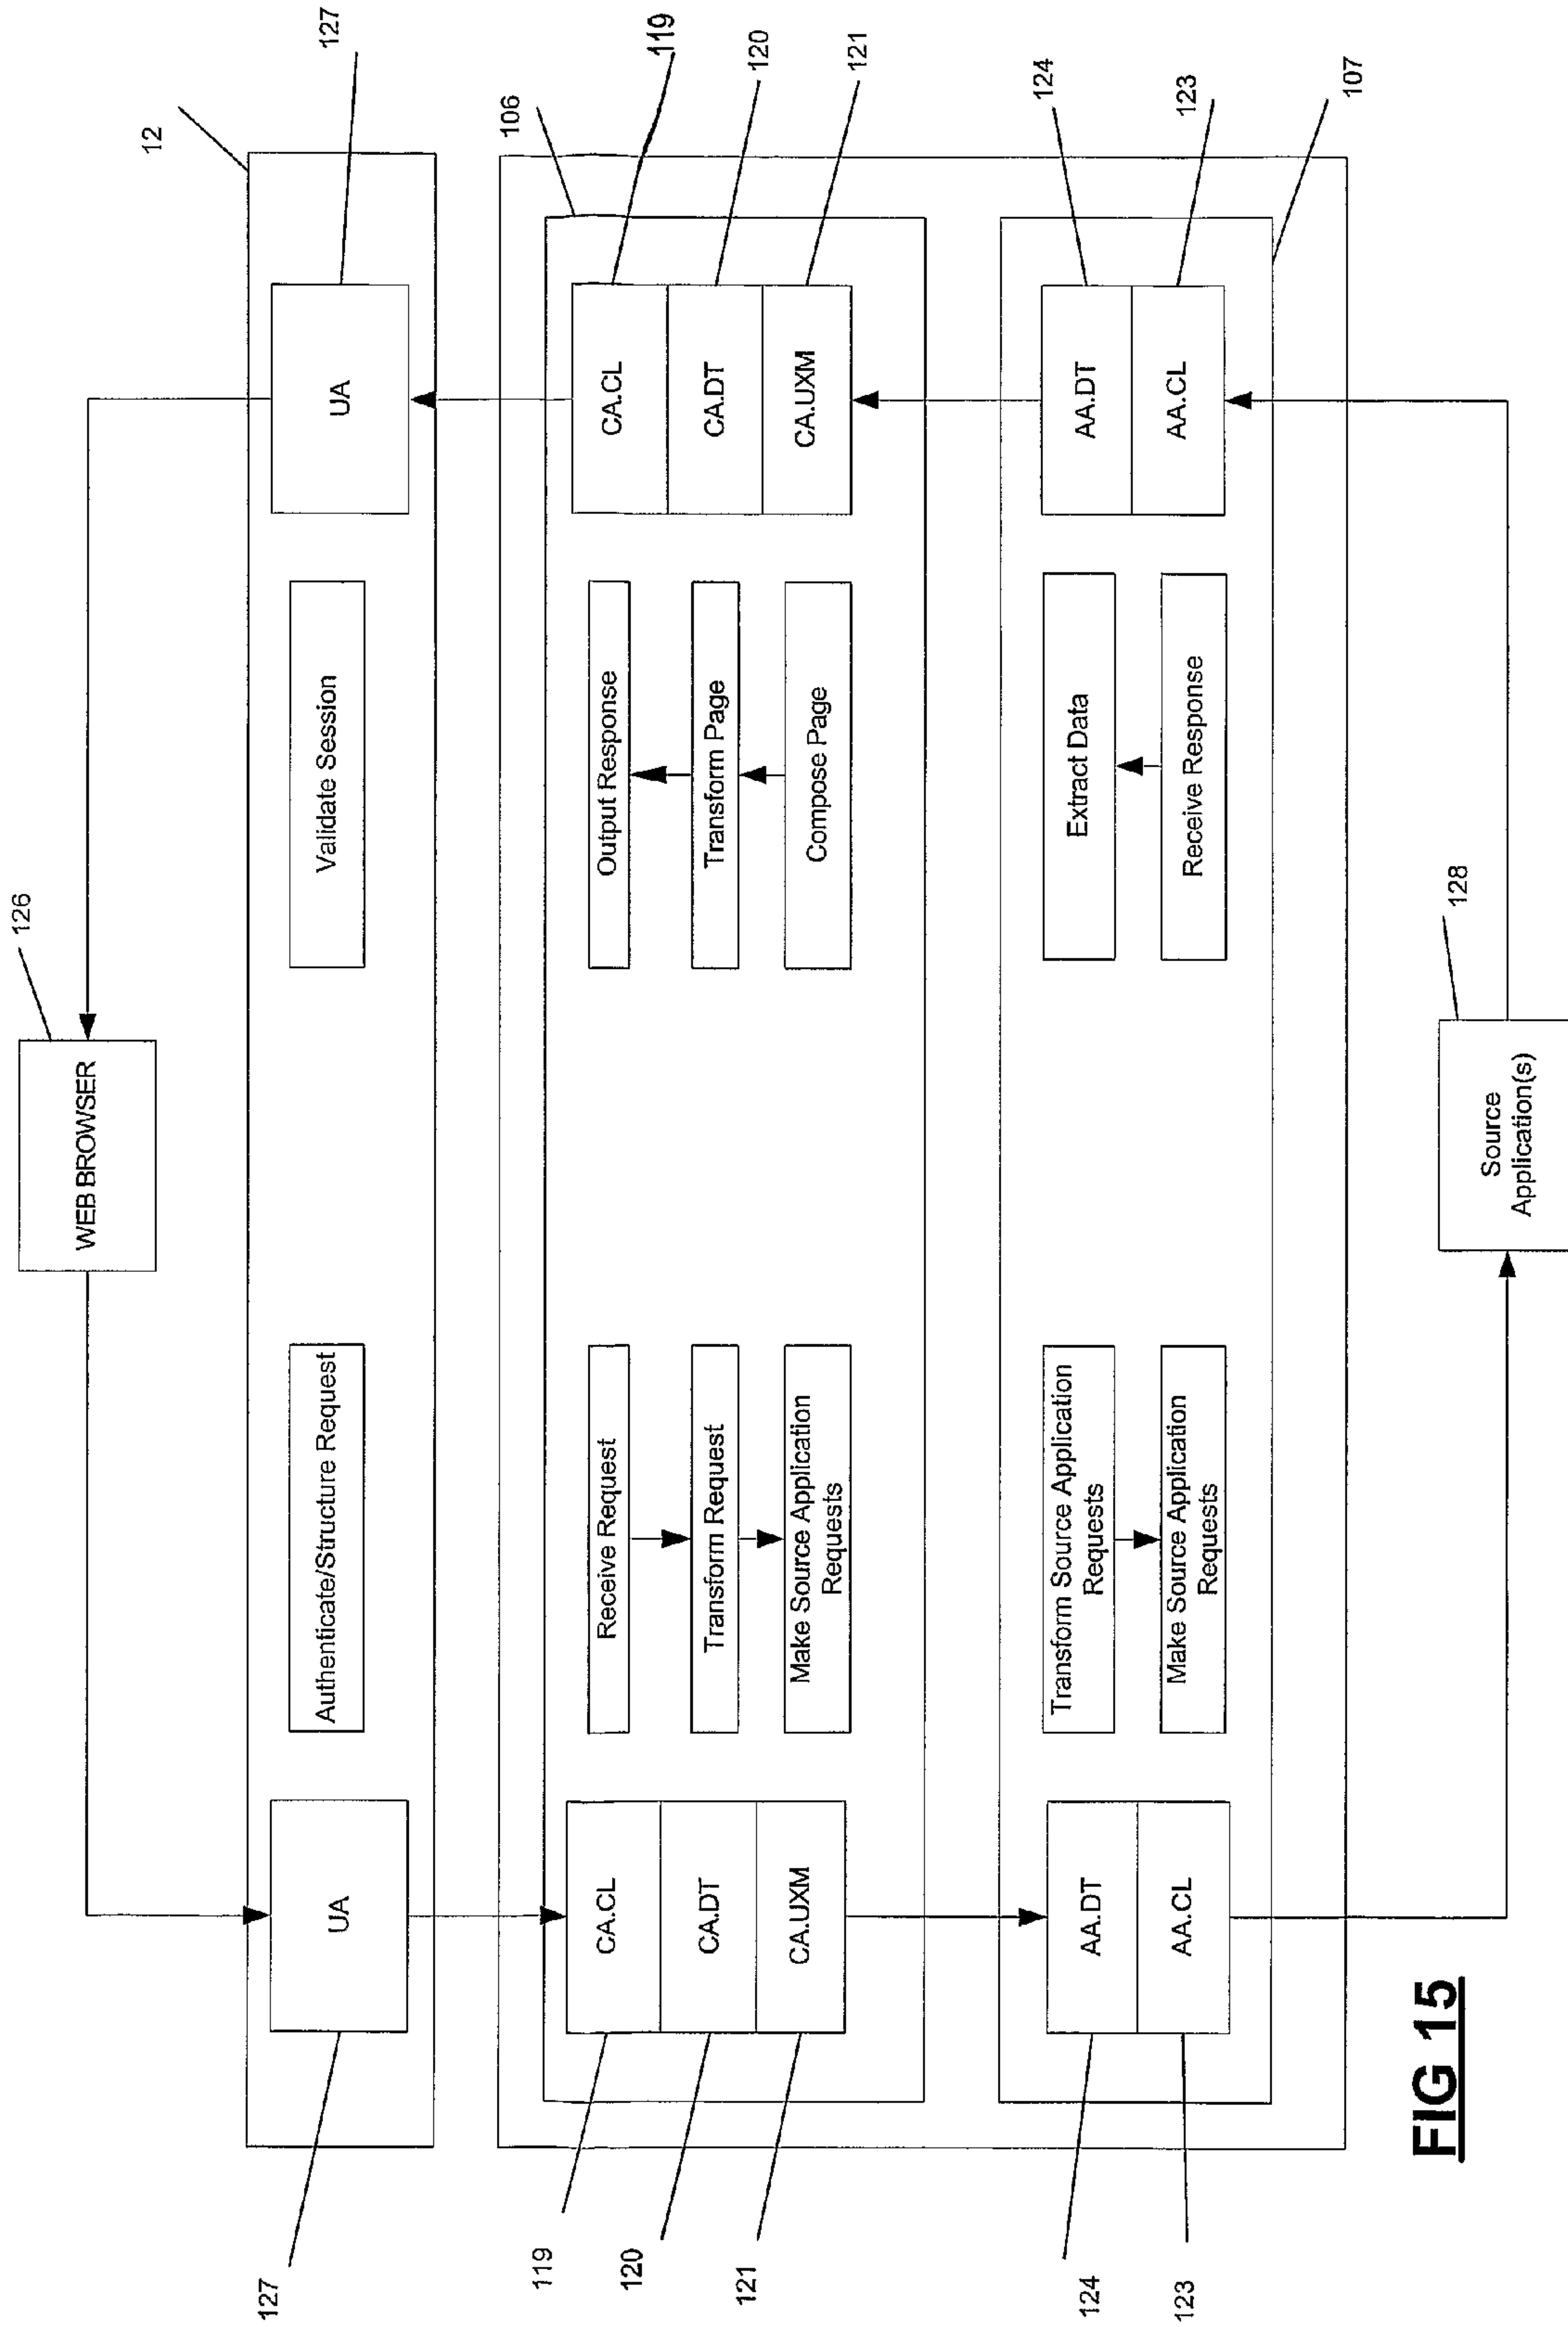 126
WEB BROWSER
12
127
UA
Authenticate/Structure Request
Validate Session
UA
127
106
119
CA.CL
Receive Request
Output Response
CA.CL
119
120
CA.DT
Transform Request
Transform Page
CA.DT
120
121
CA.UXM
Make Source Application
Requests
Compose Page
CA.UXM
121
124
AA.DT
Transform Source Application
Requests
Extract Data
AA.DT
124
123
AA.CL
Make Source Application
Requests
Receive Response
AA.CL
123
107
128
Source
Application(s)
FIG 15